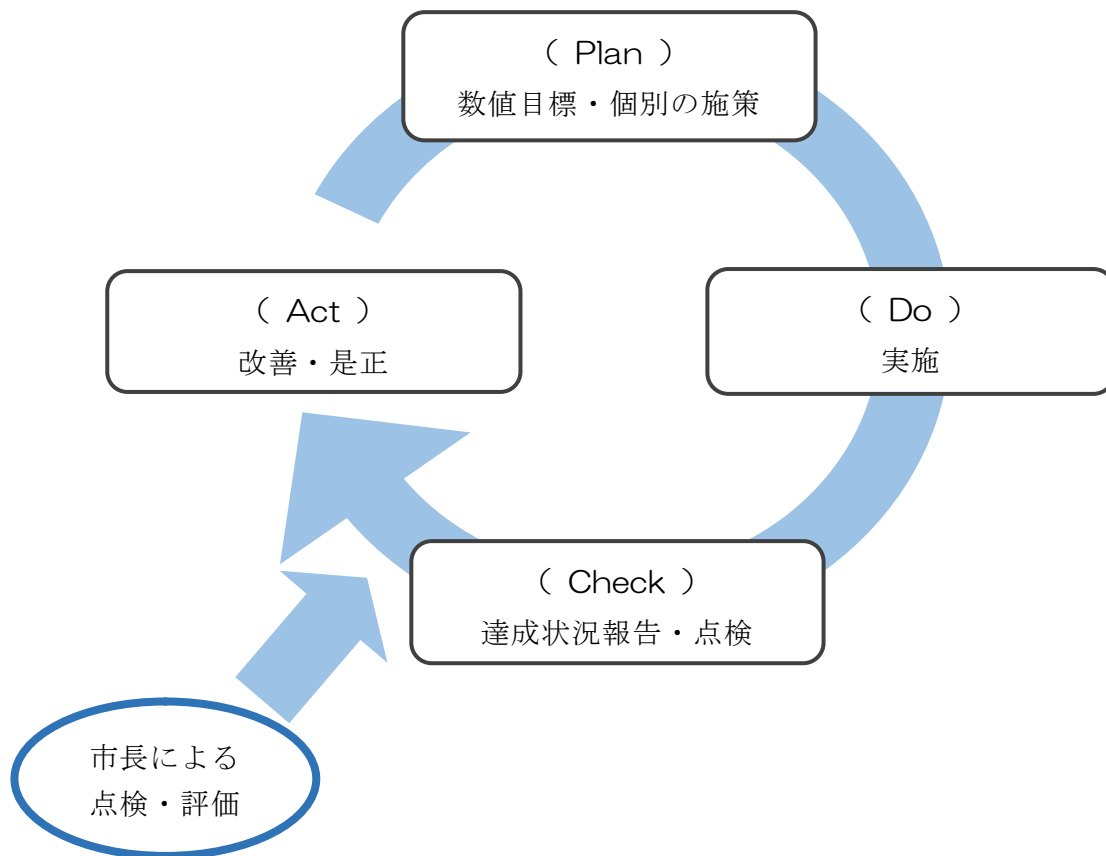 （ Plan ）
数値目標・個別の施策
（ Act ）
改善・是正
（ Do ）
実施
（ Check ）
達成状況報告・点検
市長による
点検・評価